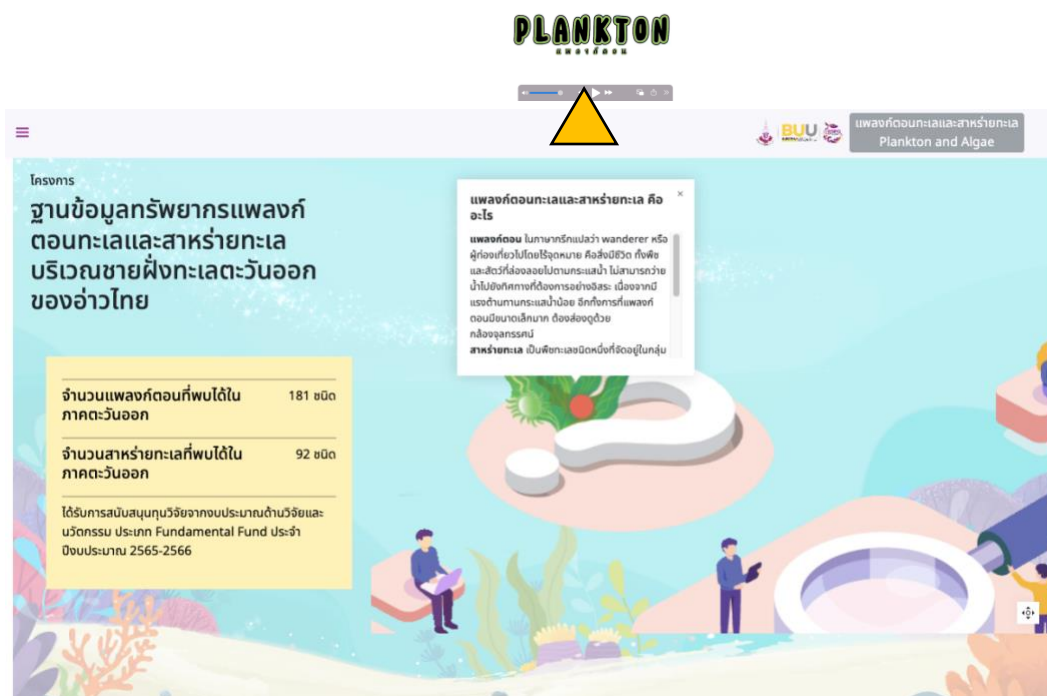 PLANKTON
แพลงก์ตอน
BUU
แพลงก์ตอนทะเลและสาหร่ายทะเล
Plankton and Algae
โครงการ
ฐานข้อมูลทรัพยากรแพลงก์
ตอนทะเลและสาหร่ายทะเล
บริเวณชายฝั่งทะเลตะวันออก
ของอ่าวไทย
แพลงก์ตอนทะเลและสาหร่ายทะเล คือ
อะไร
แพลงก์ตอน ในภาษากรีกแปลว่า wanderer หรือ
ผู้ท่องเที่ยวไปโดยไร้จุดหมาย คือสิ่งมีชีวิต ทั้งพืช
และสัตว์ที่ล่องลอยไปตามกระแสน้ำ ไม่สามารถว่าย
น้ำไปยังทิศทางที่ต้องการอย่างอิสระ เนื่องจากมี
แรงต้านทานกระแสน้ำน้อย อีกทั้งการที่แพลงก์
ตอนมีขนาดเล็กมาก ต้องส่องดูด้วย
กล้องจุลทรรศน์
สาหร่ายทะเล เป็นพืชทะเลชนิดหนึ่งที่จัดอยู่ในกลุ่ม
จำนวนแพลงก์ตอนที่พบได้ใน 181 ชนิด
ภาคตะวันออก
จำนวนสาหร่ายทะเลที่พบได้ใน 92 ชนิด
ภาคตะวันออก
ได้รับการสนับสนุนทุนวิจัยจากงบประมาณด้านวิจัยและ
นวัตกรรม ประเภท Fundamental Fund ประจำ
ปีงบประมาณ 2565-2566